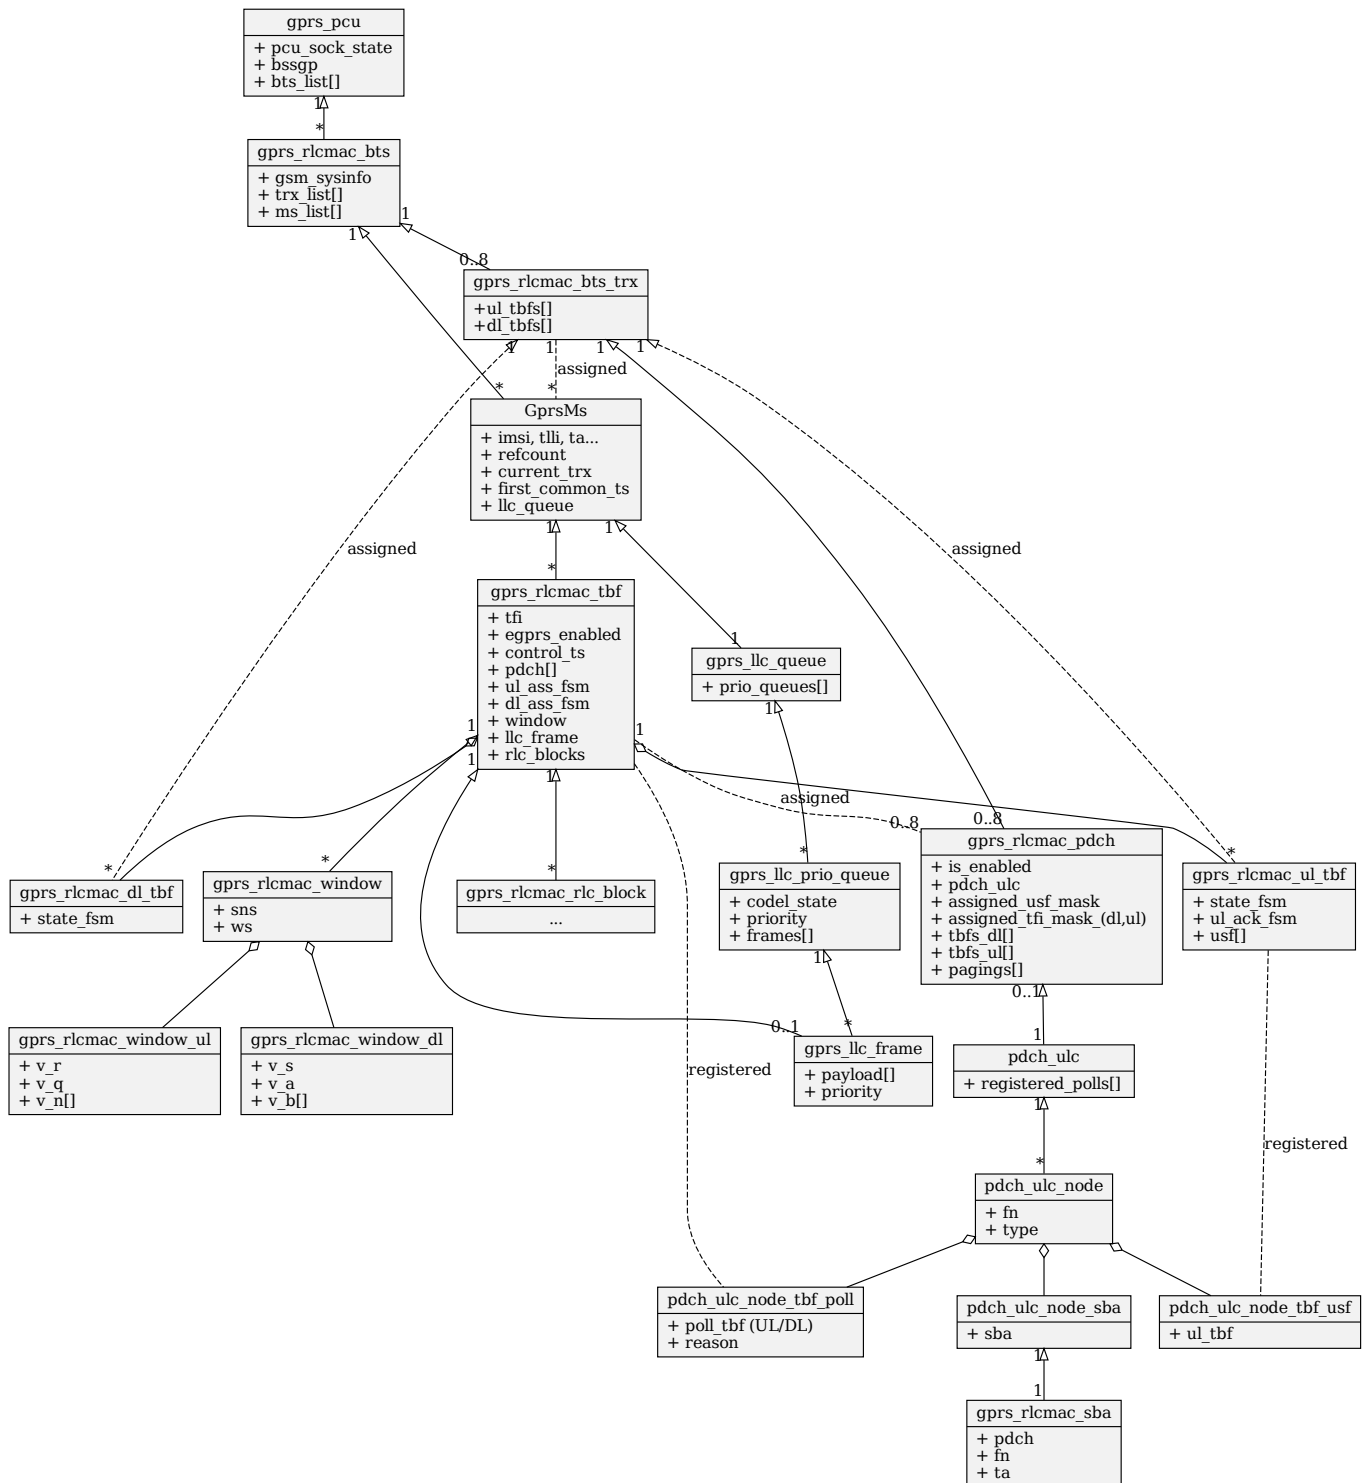 gprs_pcu
+ pcu_sock_state
+ bssgp
+ bts_list[]
1
*
gprs_rlcmac_bts
+ gsm_sysinfo
+ trx_list[]
+ ms_list[]
1
1
0..8
gprs_rlcmac_bts_trx
+ul_tbfs[]
+dl_tbfs[]
1
1
1
1
assigned
*
*
GprsMs
+ imsi, tlli, ta...
+ refcount
+ current_trx
+ first_common_ts
+ llc_queue
1
1
assigned
assigned
*
gprs_rlcmac_tbf
+ tfi
+ egprs_enabled
+ control_ts
+ pdch[]
+ ul_ass_fsm
+ dl_ass_fsm
+ window
+ llc_frame
+ rlc_blocks
1
gprs_llc_queue
+ prio_queues[]
1
1
1
1
1
assigned
0..8
0..8
*
*
*
*
*
gprs_rlcmac_dl_tbf
+ state_fsm
gprs_rlcmac_window
+ sns
+ ws
gprs_rlcmac_rlc_block
...
gprs_llc_prio_queue
+ codel_state
+ priority
+ frames[]
1
gprs_rlcmac_pdch
+ is_enabled
+ pdch_ulc
+ assigned_usf_mask
+ assigned_tfi_mask_(dl,ul)
+ tbfs_dl[]
+ tbfs_ul[]
+ pagings[]
0..1
gprs_rlcmac_ul_tbf
+ state_fsm
+ ul_ack_fsm
+ usf[]
gprs_rlcmac_window_ul
+ v_r
+ v_q
+ v_n[]
gprs_rlcmac_window_dl
+ v_s
+ v_a
+ v_b[]
0..1
*
gprs_llc_frame
+ payload[]
+ priority
1
pdch_ulc
+ registered_polls[]
1
registered
registered
*
pdch_ulc_node
+ fn
+ type
pdch_ulc_node_tbf_poll
+ poll_tbf (UL/DL)
+ reason
pdch_ulc_node_sba
+ sba
1
pdch_ulc_node_tbf_usf
+ ul_tbf
1
gprs_rlcmac_sba
+ pdch
+ fn
+ ta